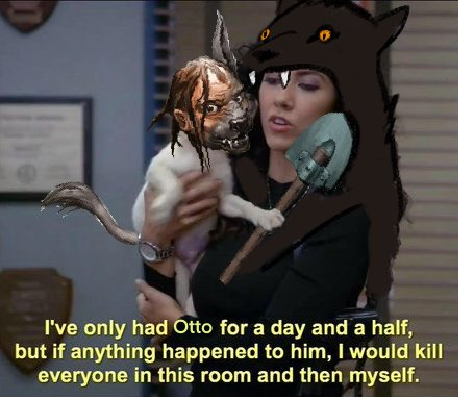 I've only had Otto for a day and a half,
but if anything happened to him, I would kill
everyone in this room and then myself.